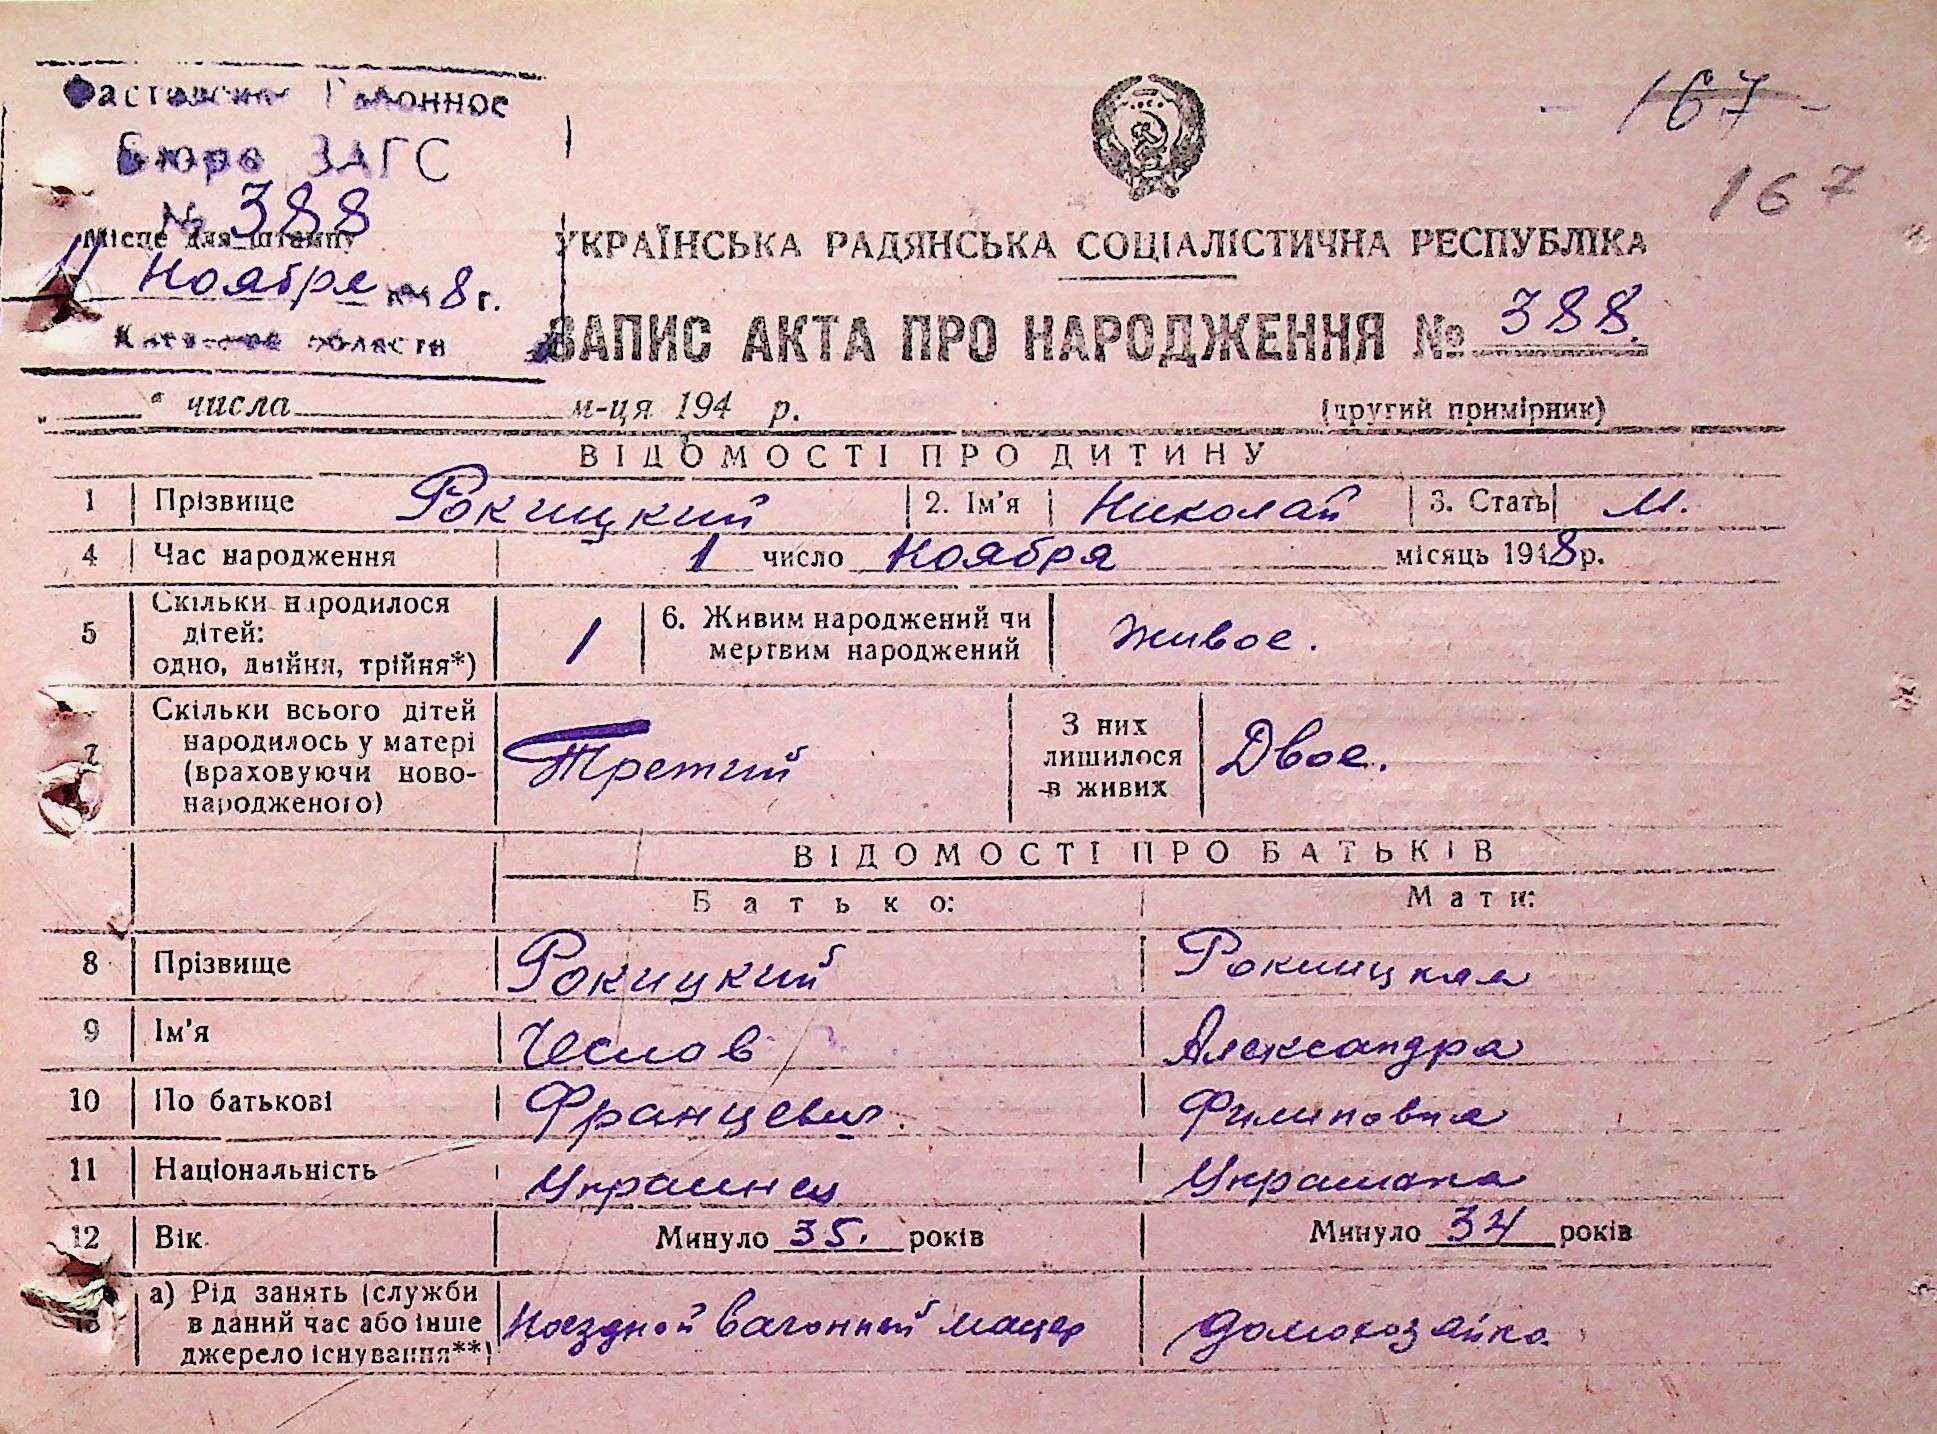 Фастовское Районное
Бюро ЗАГС
№ 388
Місце для штампу
11 Ноября 1948 г.
Киевской области
167
167
УКРАЇНСЬКА РАДЯНСЬКА СОЦІАЛІСТИЧНА РЕСПУБЛІКА
ЗАПИС АКТА ПРО НАРОДЖЕННЯ № 388.
„ " числа м-ця 194 р.
(другий примірник)
ВІДОМОСТІ ПРО ДИТИНУ
1 Прізвище Рокицкий 2. Ім'я Николай 3. Стать М.
4 Час народження 1 число Ноября місяць 1948 р.
5 Скільки народилося дітей: одно, двійня, трійня*) 1 6. Живим народжений чи мертвим народжений живое.
7 Скільки всього дітей народилось у матері (враховуючи ново-народженого) Третий З них лишилося в живих Двое.
ВІДОМОСТІ ПРО БАТЬКІВ
Батько: Мати:
8 Прізвище Рокицкий Рокицкая
9 Ім'я Чеслав Александра
10 По батькові Францевич. Филиповна
11 Національність Украинец Украинка
12 Вік Минуло 35. років Минуло 34 років
13 а) Рід занять (служби в даний час або інше джерело існування**) Поездной вагонный мастер домохозяйка